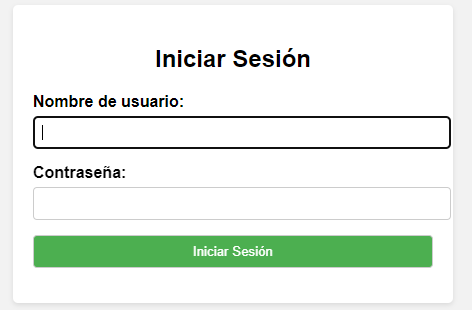 Iniciar Sesión
Nombre de usuario:
Contraseña:
Iniciar Sesión